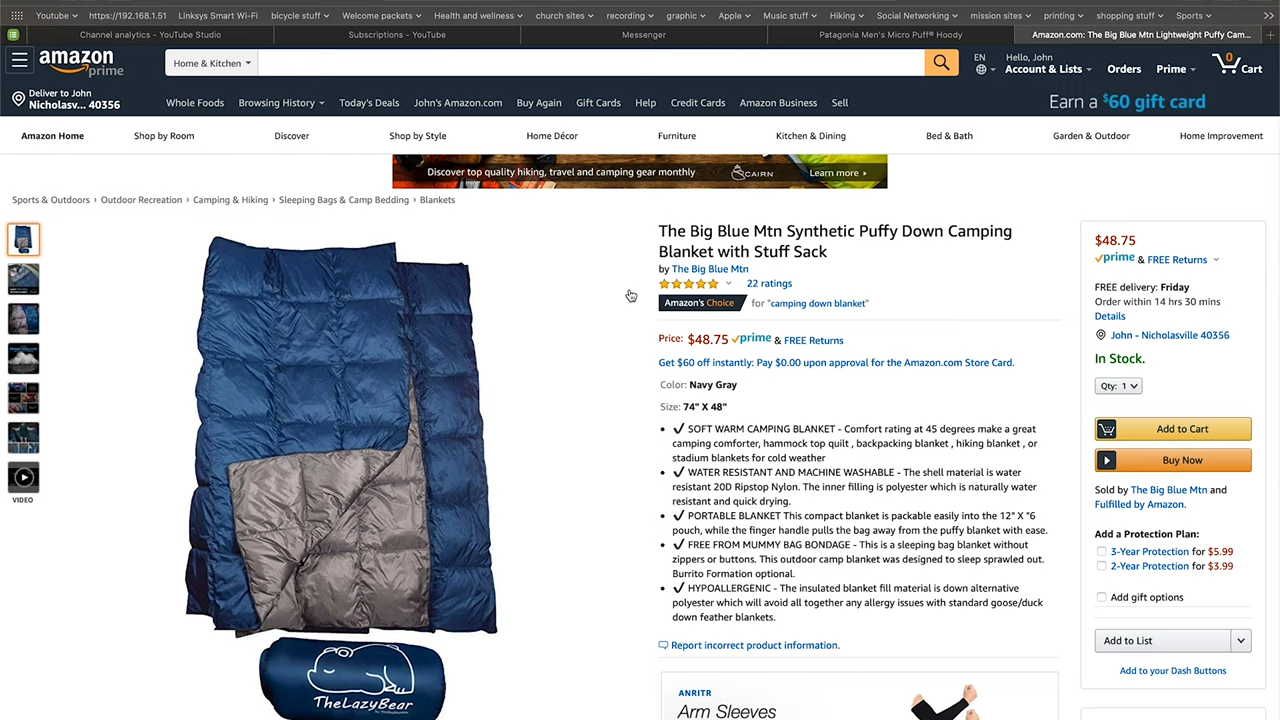 Youtube https://192.168.1.51 Linksys Smart Wi-Fi bicycle stuff Welcome packets Health and wellness church sites recording graphic Apple Music stuff Hiking Social Networking mission sites printing shopping stuff Sports
Channel analytics - YouTube Studio Subscriptions - YouTube Messenger Patagonia Men's Micro Puff® Hoody Amazon.com: The Big Blue Mtn Lightweight Puffy Cam...
amazon prime
Home & Kitchen
EN
Hello, John
Account & Lists
Orders
Prime
0
Cart
Deliver to John
Nicholasv... 40356
Whole Foods Browsing History Today's Deals John's Amazon.com Buy Again Gift Cards Help Credit Cards Amazon Business Sell
Earn a $60 gift card
Amazon Home Shop by Room Discover Shop by Style Home Décor Furniture Kitchen & Dining Bed & Bath Garden & Outdoor Home Improvement
Discover top quality hiking, travel and camping gear monthly CAIRN Learn more
Sports & Outdoors › Outdoor Recreation › Camping & Hiking › Sleeping Bags & Camp Bedding › Blankets
VIDEO
TheLazyBear
The Big Blue Mtn Synthetic Puffy Down Camping
Blanket with Stuff Sack
by The Big Blue Mtn
22 ratings
Amazon's Choice for "camping down blanket"
Price: $48.75 prime & FREE Returns
Get $60 off instantly: Pay $0.00 upon approval for the Amazon.com Store Card.
Color: Navy Gray
Size: 74" X 48"
• ✔ SOFT WARM CAMPING BLANKET - Comfort rating at 45 degrees make a great
camping comforter, hammock top quilt , backpacking blanket , hiking blanket , or
stadium blankets for cold weather
• ✔ WATER RESISTANT AND MACHINE WASHABLE - The shell material is water
resistant 20D Ripstop Nylon. The inner filling is polyester which is naturally water
resistant and quick drying.
• ✔ PORTABLE BLANKET This compact blanket is packable easily into the 12" X "6
pouch, while the finger handle pulls the bag away from the puffy blanket with ease.
• ✔ FREE FROM MUMMY BAG BONDAGE - This is a sleeping bag blanket without
zippers or buttons. This outdoor camp blanket was designed to sleep sprawled out.
Burrito Formation optional.
• ✔ HYPOALLERGENIC - The insulated blanket fill material is down alternative
polyester which will avoid all together any allergy issues with standard goose/duck
down feather blankets.
Report incorrect product information.
ANRITR
Arm Sleeves
$48.75
prime & FREE Returns
FREE delivery: Friday
Order within 14 hrs 30 mins
Details
John - Nicholasville 40356
In Stock.
Qty: 1
Add to Cart
Buy Now
Sold by The Big Blue Mtn and
Fulfilled by Amazon.
Add a Protection Plan:
3-Year Protection for $5.99
2-Year Protection for $3.99
Add gift options
Add to List
Add to your Dash Buttons